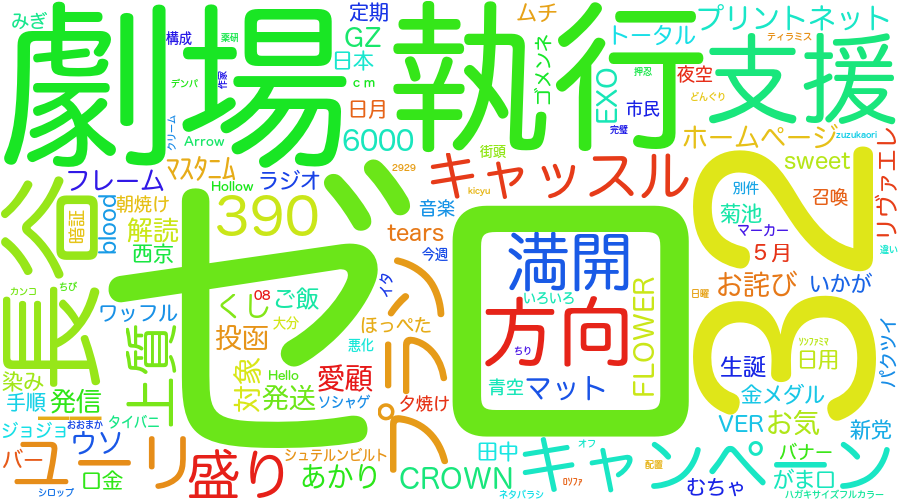 劇場
執行
支援
ゼロ
32
長谷
プラン
ユーリ
キャンペーン
キャッスル
満開
方向
390
上質
盛り
みぎ
構成
薬研
定期
GZ
日本
ムチ
プリントネット
トータル
ティラミス
デンパ
作家
cm
ゴメンネ
EXO
押忍
夜空
どんぐり
日月
市民
完璧
クリーム
Arrow
6000
街頭
ホームページ
zuzukaori
フレーム
マスタニム
Hollow
ラジオ
2929
kicyu
sweet
リヴァエレ
暗証
blood
朝焼け
解読
西京
音楽
tears
今週
別件
召喚
菊池
マーカー
5月
違い
カンコ
ちび
ワッフル
くじ
08
ご飯
イタ
いろいろ
お詫び
いかが
日曜
投函
大分
ほっぺた
悪化
ちり
FLOWER
ソンファミマ
日用
パクツイ
染み
手順
発信
対象
Hello
発送
愛顧
ソシャゲ
夕焼け
青空
マット
生誕
金メダル
ジョジョ
おおまか
タイバニ
ウソ
VER
お気
新党
バー
口金
シュテルンビルト
あかり
CROWN
田中
オフ
配置
バナー
がま口
シロップ
ネタバラシ
ロソファ
むちゃ
ハガキサイズフルカラー